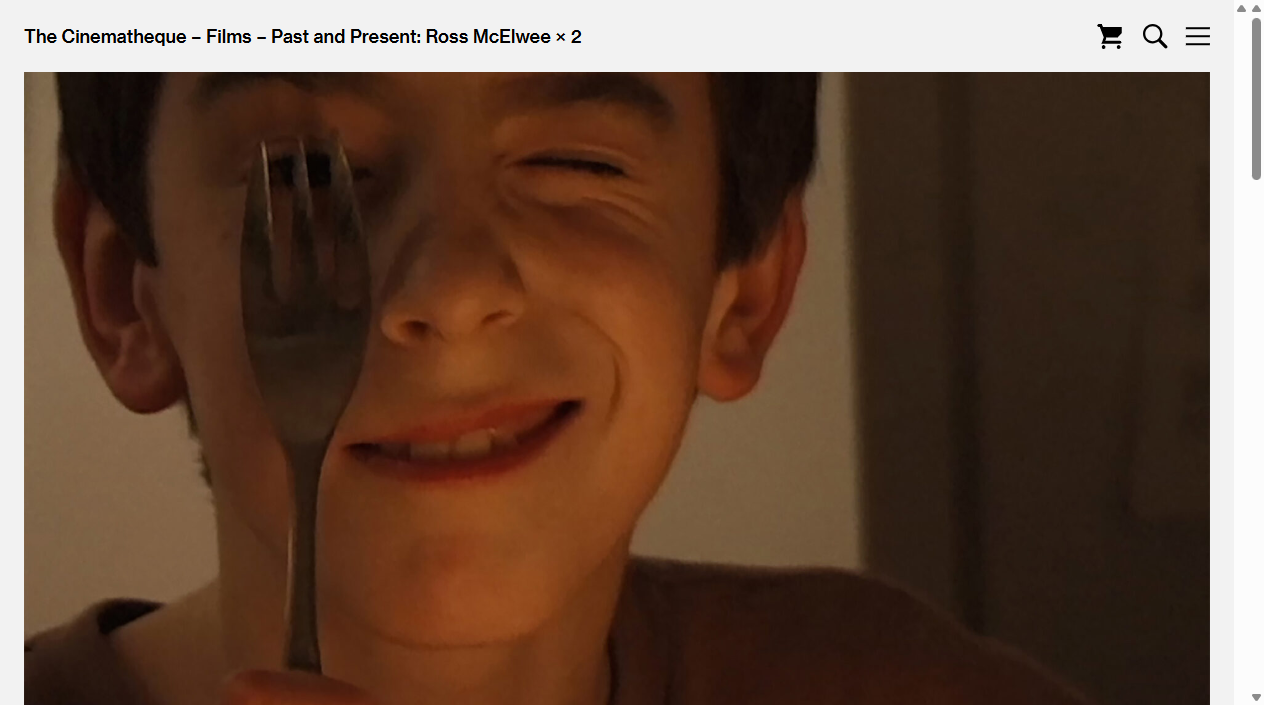 The Cinematheque – Films – Past and Present: Ross McElwee × 2